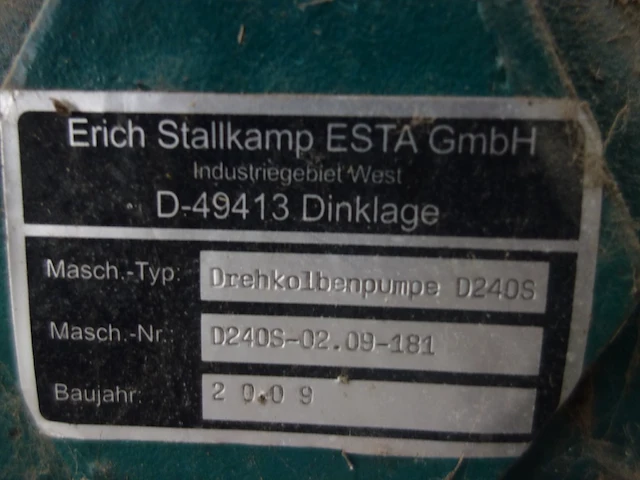 Erich Stallkamp ESTA GmbH
Industriegebiet West
D-49413 Dinklage
Masch.-Typ: Drehkolbenpumpe D240S
Masch.-Nr.: D240S-02.09-181
Baujahr: 2009